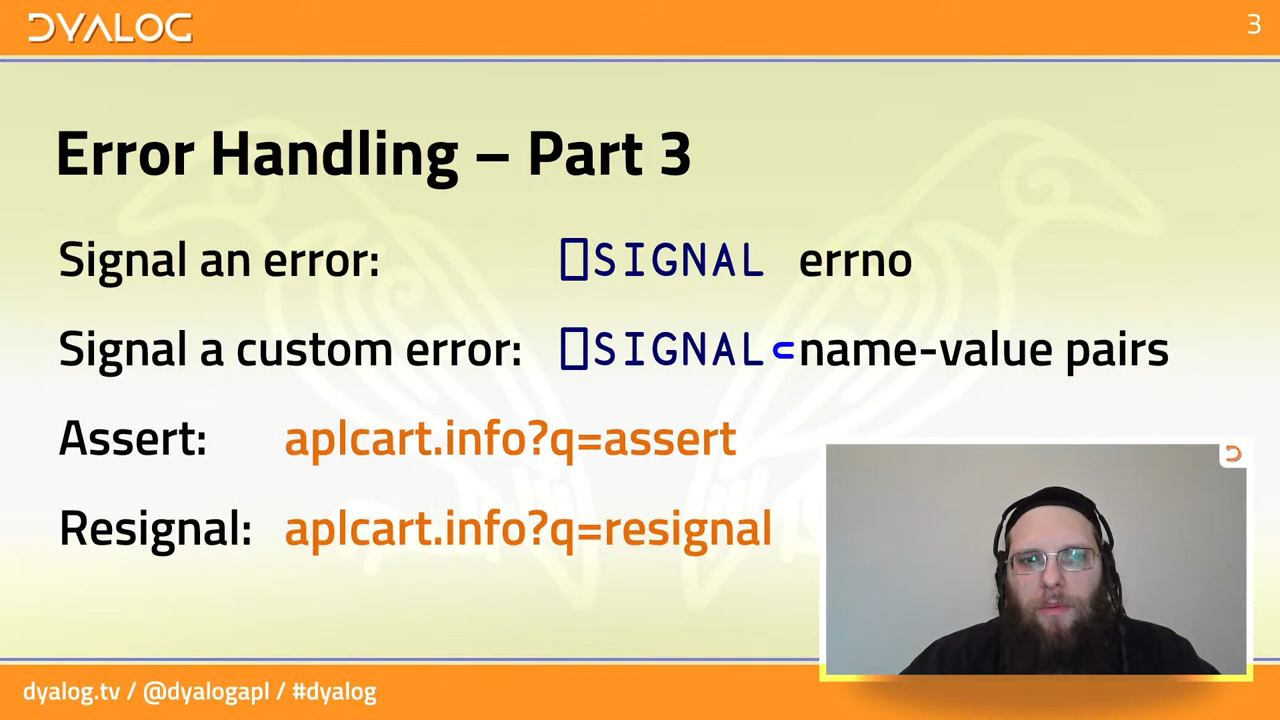 DYALOG
3
Error Handling – Part 3
Signal an error: ⎕SIGNAL errno
Signal a custom error: ⎕SIGNAL⊂name-value pairs
Assert: aplcart.info?q=assert
Resignal: aplcart.info?q=resignal
dyalog.tv / @dyalogapl / #dyalog